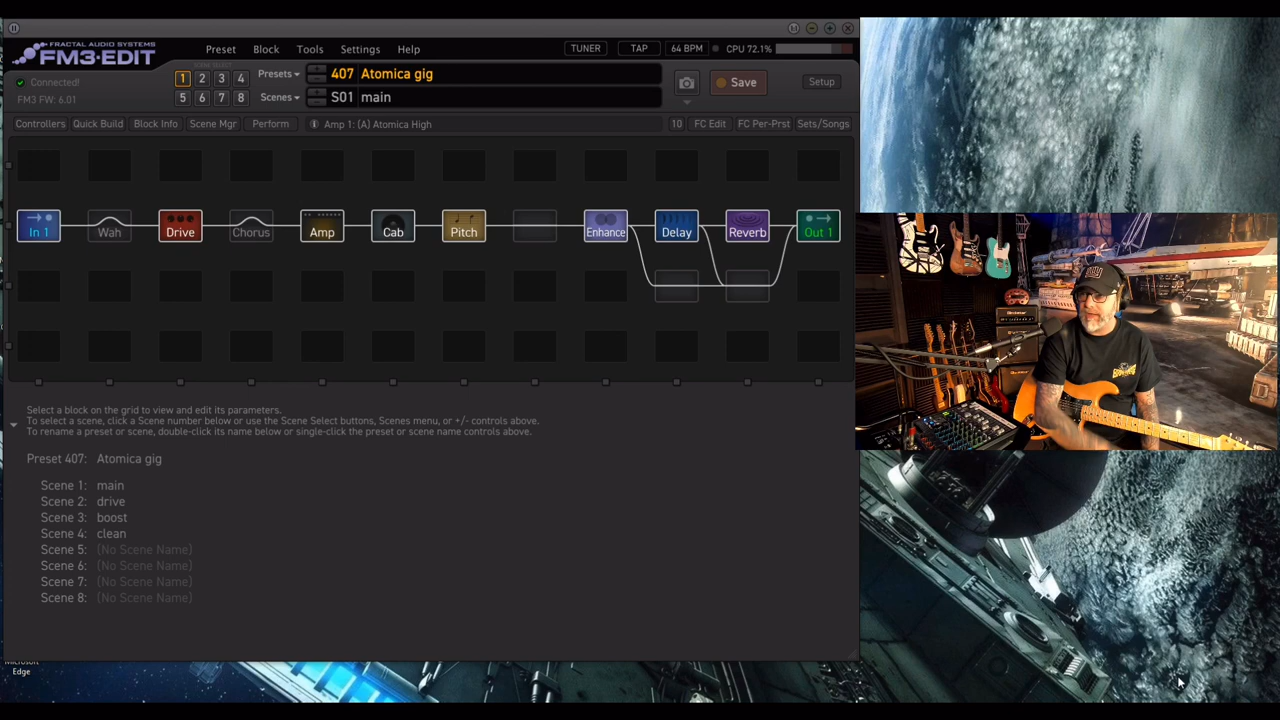 FRACTAL AUDIO SYSTEMS
FM3•EDIT
Preset Block Tools Settings Help
TUNER TAP 64 BPM CPU 72.1%
SCENE SELECT
Connected!
FM3 FW: 6.01
1 2 3 4
5 6 7 8
Presets 407 Atomica gig
Scenes S01 main
Save Setup
Controllers Quick Build Block Info Scene Mgr Perform Amp 1: (A) Atomica High 10 FC Edit FC Per-Prst Sets/Songs
In 1 Wah Drive Chorus Amp Cab Pitch Enhance Delay Reverb Out 1
Select a block on the grid to view and edit its parameters.
To select a scene, click a Scene number below or use the Scene Select buttons, Scenes menu, or +/- controls above.
To rename a preset or scene, double-click its name below or single-click the preset or scene name controls above.
Preset 407: Atomica gig
Scene 1: main
Scene 2: drive
Scene 3: boost
Scene 4: clean
Scene 5: (No Scene Name)
Scene 6: (No Scene Name)
Scene 7: (No Scene Name)
Scene 8: (No Scene Name)
Microsoft
Edge